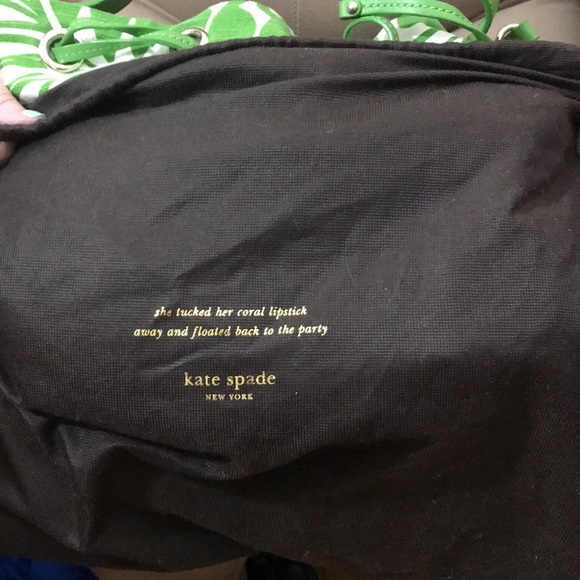 she tucked her coral lipstick
away and floated back to the party
kate spade
NEW YORK